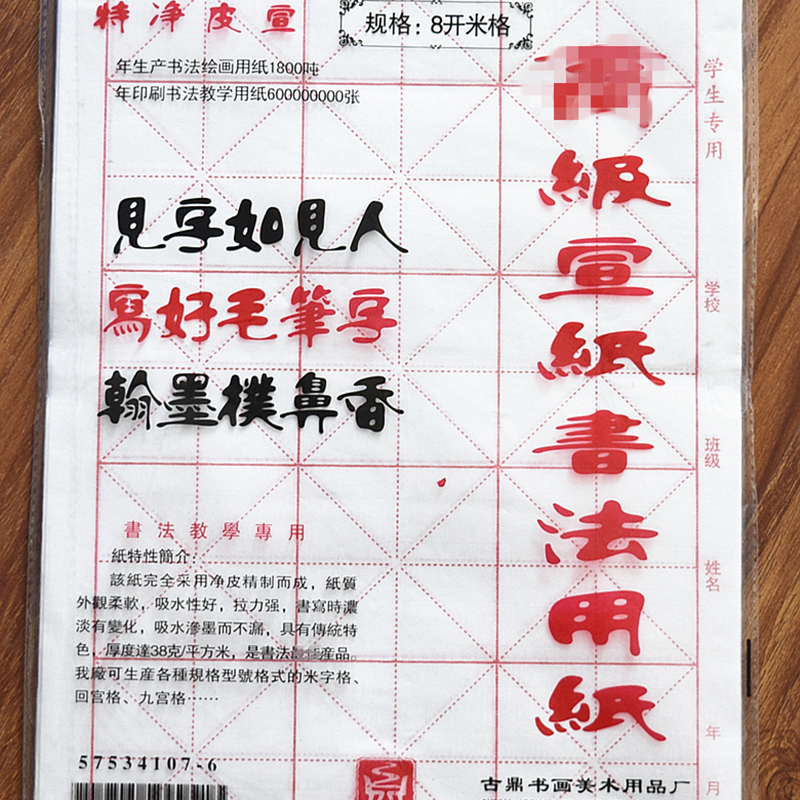 特净皮宣
规格：8开米格
年生产书法绘画用纸1800吨
年印刷书法教学用纸600000000张
見字如見人
寫好毛筆字
翰墨樸鼻香
書法教學專用
紙特性簡介：
該紙完全采用净皮精制而成，紙質
外觀柔軟，吸水性好，拉力强，書寫時濃
淡有變化，吸水滲墨而不漏，具有傳統特
色，厚度達38克/平方米，是書法產品。
我廠可生産各種規格型號格式的米字格、
回宫格、九宫格……
57534107-6
級宣紙書法用紙
学生专用
学校
班级
姓名
年
月
古鼎书画美术用品厂